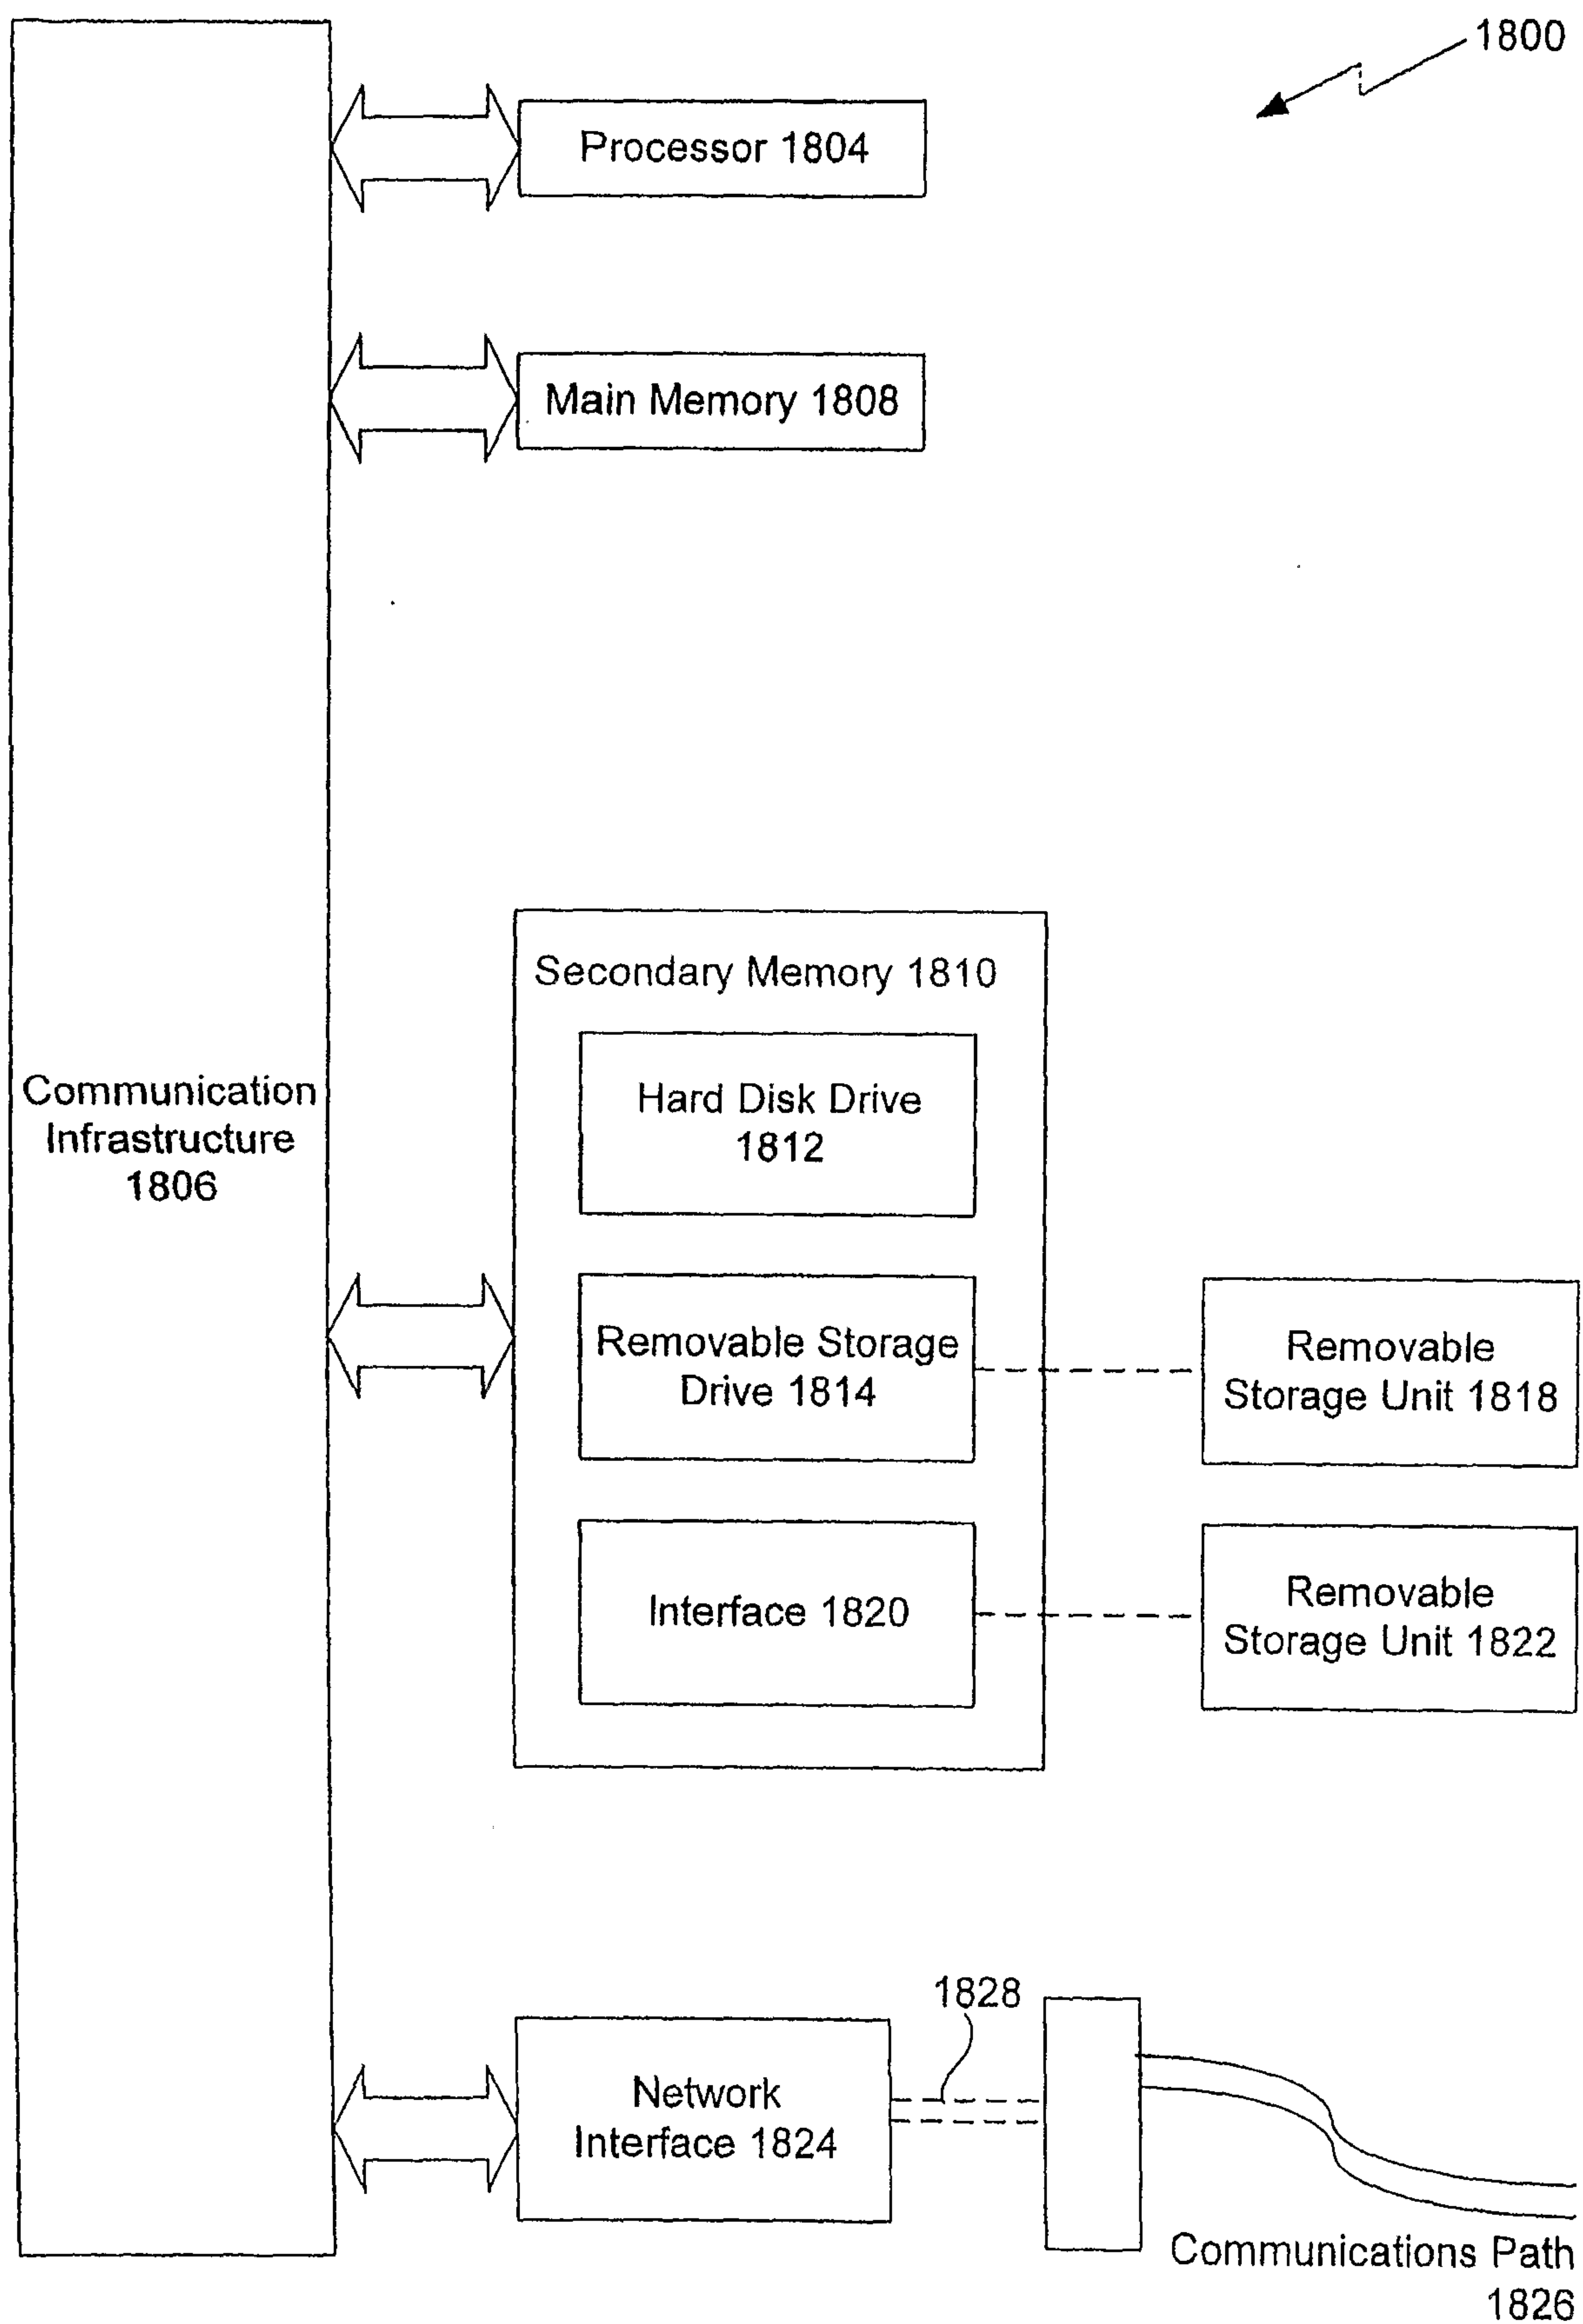 1800
Processor 1804
Main Memory 1808
Secondary Memory 1810
Hard Disk Drive
1812
Communication
Infrastructure
1806
Removable Storage
Drive 1814
Removable
Storage Unit 1818
Interface 1820
Removable
Storage Unit 1822
1828
Network
Interface 1824
Communications Path
1826